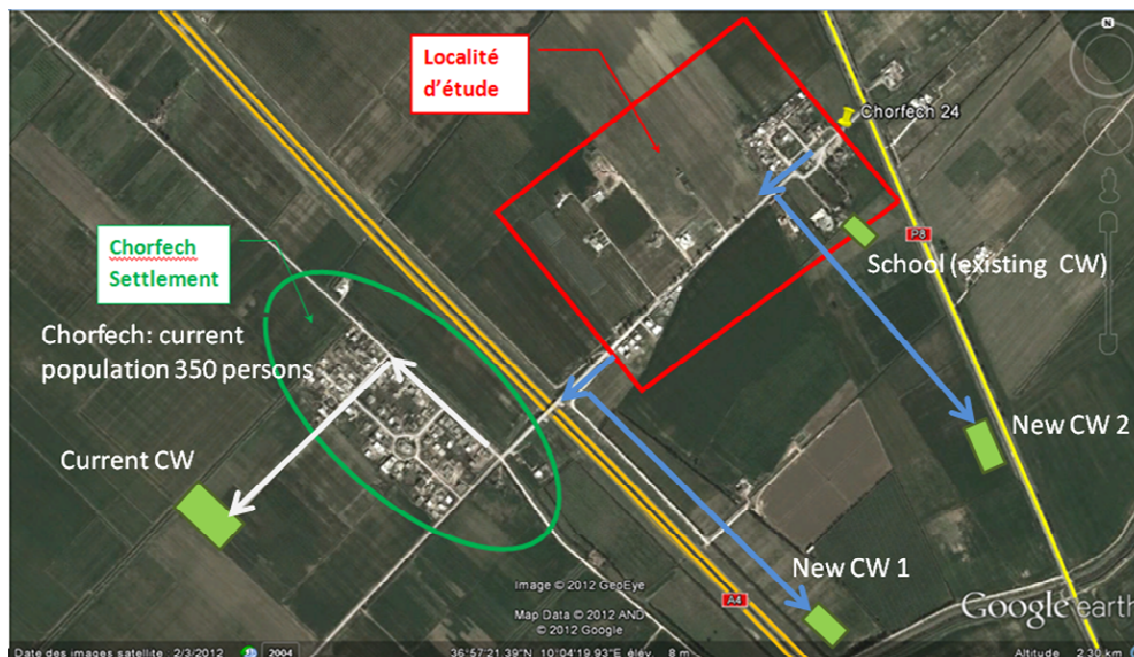 N
Localité
d'étude
Chorfech 24
Chorfech
Settlement
P8
School (existing CW)
Chorfech: current
population 350 persons
New CW 2
Current CW
New CW 1
Image © 2012 GeoEye
A4
Map Data © 2012 AND
© 2012 Google
Google earth
Date des images satellite 2/3/2012 2004 36°57'21.39"N 10°04'19.93"E élév. 8 m Altitude 2.30 km